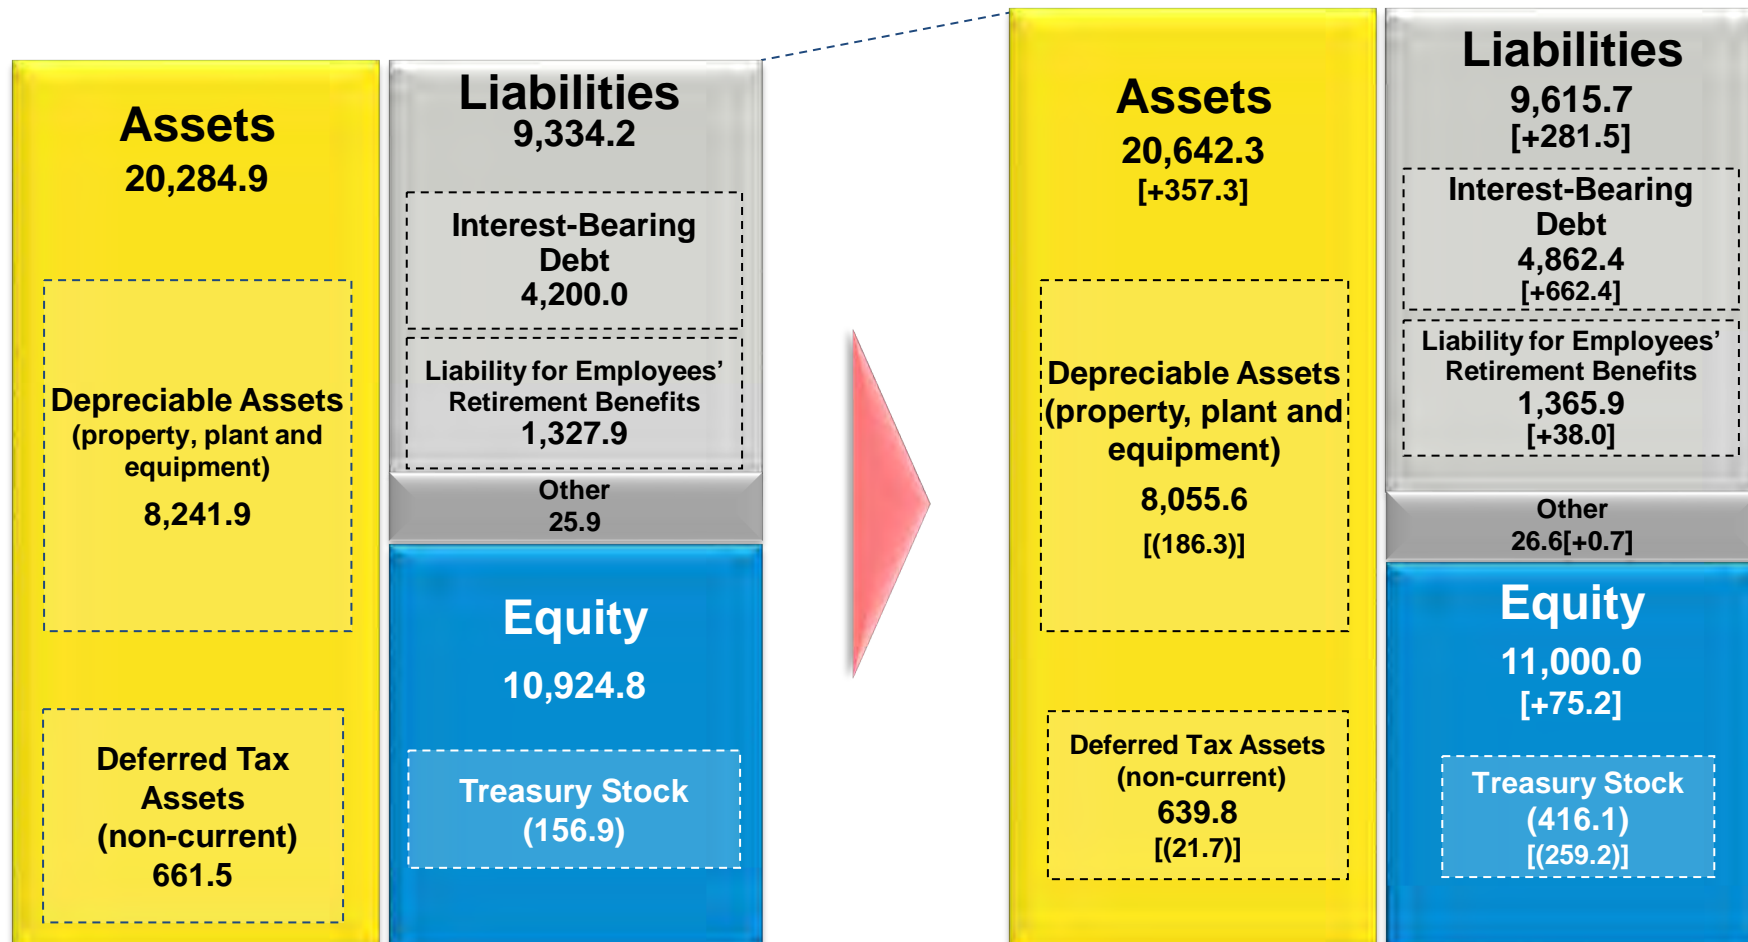 Assets
20,284.9
Depreciable Assets
(property, plant and
equipment)
8,241.9
Deferred Tax
Assets
(non-current)
661.5
Liabilities
9,334.2
Interest-Bearing
Debt
4,200.0
Liability for Employees’
Retirement Benefits
1,327.9
Other
25.9
Equity
10,924.8
Treasury Stock
(156.9)
Assets
20,642.3
[+357.3]
Depreciable Assets
(property, plant and
equipment)
8,055.6
[(186.3)]
Deferred Tax Assets
(non-current)
639.8
[(21.7)]
Liabilities
9,615.7
[+281.5]
Interest-Bearing
Debt
4,862.4
[+662.4]
Liability for Employees’
Retirement Benefits
1,365.9
[+38.0]
Other
26.6[+0.7]
Equity
11,000.0
[+75.2]
Treasury Stock
(416.1)
[(259.2)]